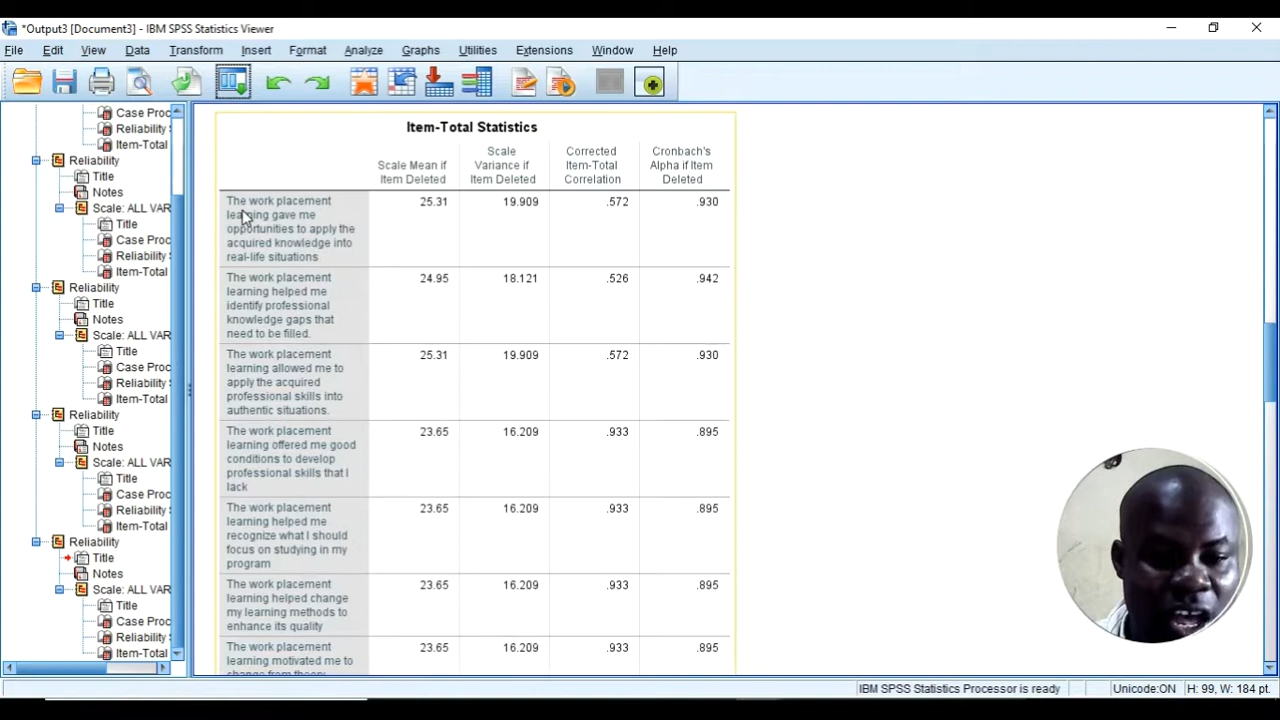 *Output3 [Document3] - IBM SPSS Statistics Viewer
File Edit View Data Transform Insert Format Analyze Graphs Utilities Extensions Window Help
Case Proc
Reliability S
Item-Total
Reliability
Title
Notes
Scale: ALL VAR
Title
Case Proc
Reliability S
Item-Total
Reliability
Title
Notes
Scale: ALL VAR
Title
Case Proc
Reliability S
Item-Total
Reliability
Title
Notes
Scale: ALL VAR
Title
Case Proc
Reliability S
Item-Total
Reliability
Title
Notes
Scale: ALL VAR
Title
Case Proc
Reliability S
Item-Total
Item-Total Statistics
Scale Mean if
Item Deleted
Scale
Variance if
Item Deleted
Corrected
Item-Total
Correlation
Cronbach's
Alpha if Item
Deleted
The work placement 25.31 19.909 .572 .930
learning gave me
opportunities to apply the
acquired knowledge into
real-life situations
The work placement 24.95 18.121 .526 .942
learning helped me
identify professional
knowledge gaps that
need to be filled.
The work placement 25.31 19.909 .572 .930
learning allowed me to
apply the acquired
professional skills into
authentic situations.
The work placement 23.65 16.209 .933 .895
learning offered me good
conditions to develop
professional skills that I
lack
The work placement 23.65 16.209 .933 .895
learning helped me
recognize what I should
focus on studying in my
program
The work placement 23.65 16.209 .933 .895
learning helped change
my learning methods to
enhance its quality
The work placement 23.65 16.209 .933 .895
learning motivated me to
change from theory
IBM SPSS Statistics Processor is ready Unicode:ON H: 99, W: 184 pt.